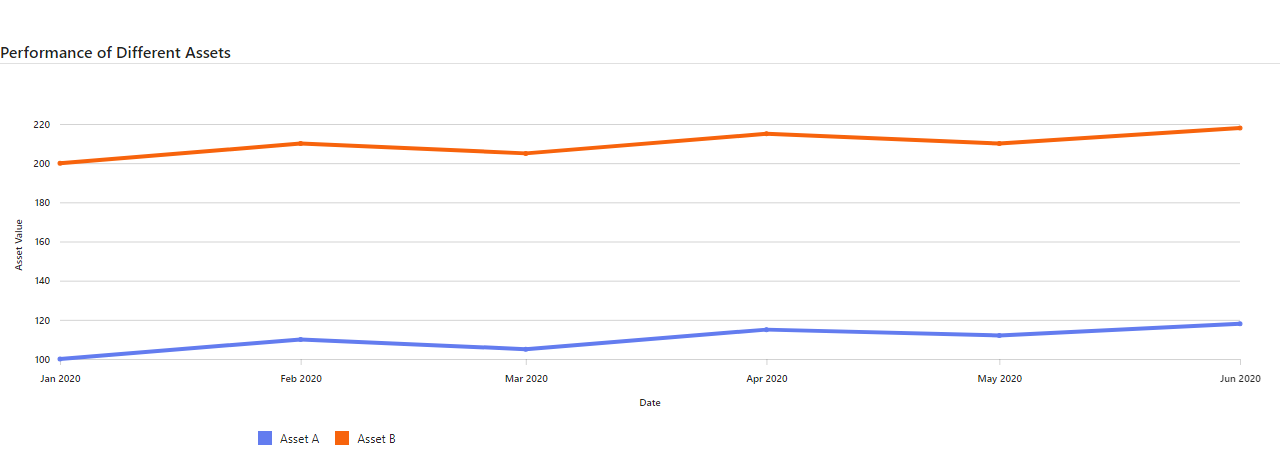 Performance of Different Assets
220
200
180
160
140
120
100
Asset Value
Jan 2020 Feb 2020 Mar 2020 Apr 2020 May 2020 Jun 2020
Date
Asset A Asset B